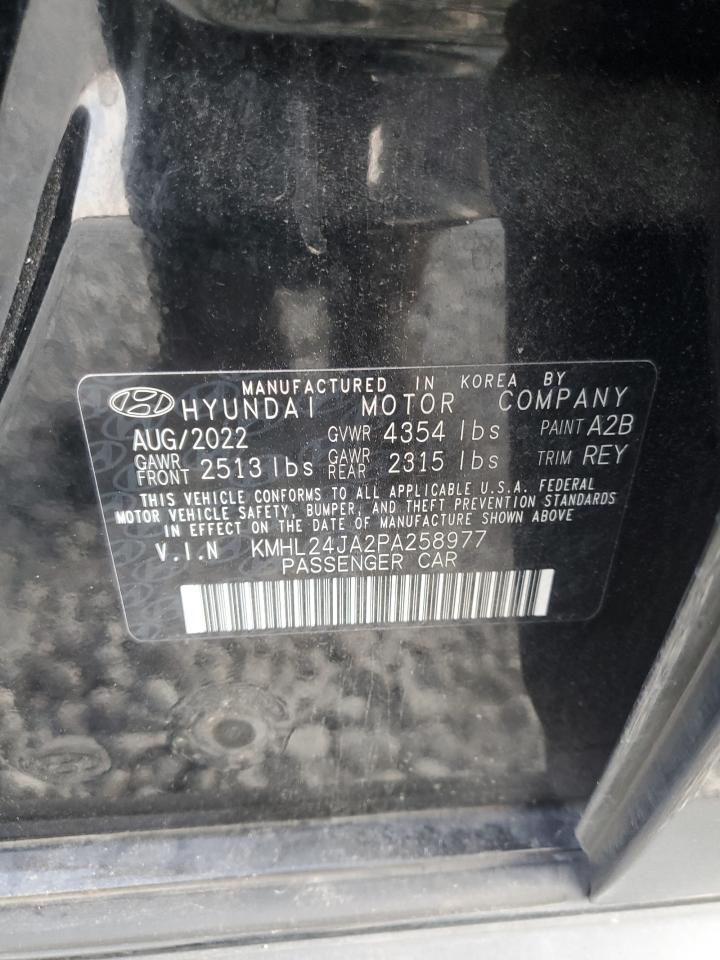 MANUFACTURED IN KOREA BY
HYUNDAI MOTOR COMPANY
AUG/2022 GVWR 4354 lbs PAINT A2B
GAWR FRONT 2513 lbs GAWR REAR 2315 lbs TRIM REY
THIS VEHICLE CONFORMS TO ALL APPLICABLE U.S.A. FEDERAL
MOTOR VEHICLE SAFETY, BUMPER, AND THEFT PREVENTION STANDARDS
IN EFFECT ON THE DATE OF MANUFACTURE SHOWN ABOVE.
V.I.N KMHL24JA2PA258977
PASSENGER CAR